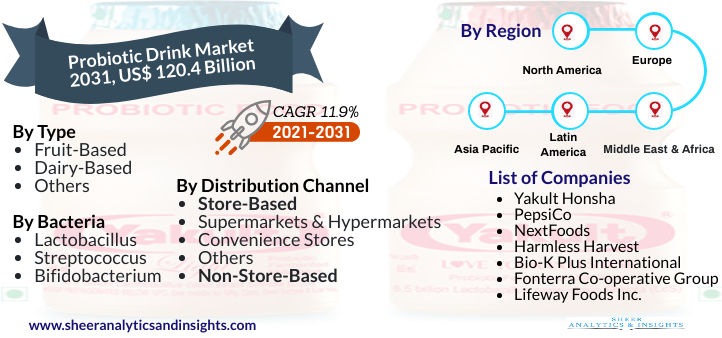 Probiotic Drink Market
2031, US$ 120.4 Billion
CAGR 11.9%
2021-2031
By Type
• Fruit-Based
• Dairy-Based
• Others
By Bacteria
• Lactobacillus
• Streptococcus
• Bifidobacterium
By Distribution Channel
• Store-Based
• Supermarkets & Hypermarkets
• Convenience Stores
• Others
• Non-Store-Based
www.sheeranalyticsandinsights.com
By Region
North America
Europe
Asia Pacific
Latin
America
Middle East & Africa
List of Companies
• Yakult Honsha
• PepsiCo
• NextFoods
• Harmless Harvest
• Bio-K Plus International
• Fonterra Co-operative Group
• Lifeway Foods Inc.
SHEER
ANALYTICS & INSIGHTS
PROBIOTIC
PRO
Yakult